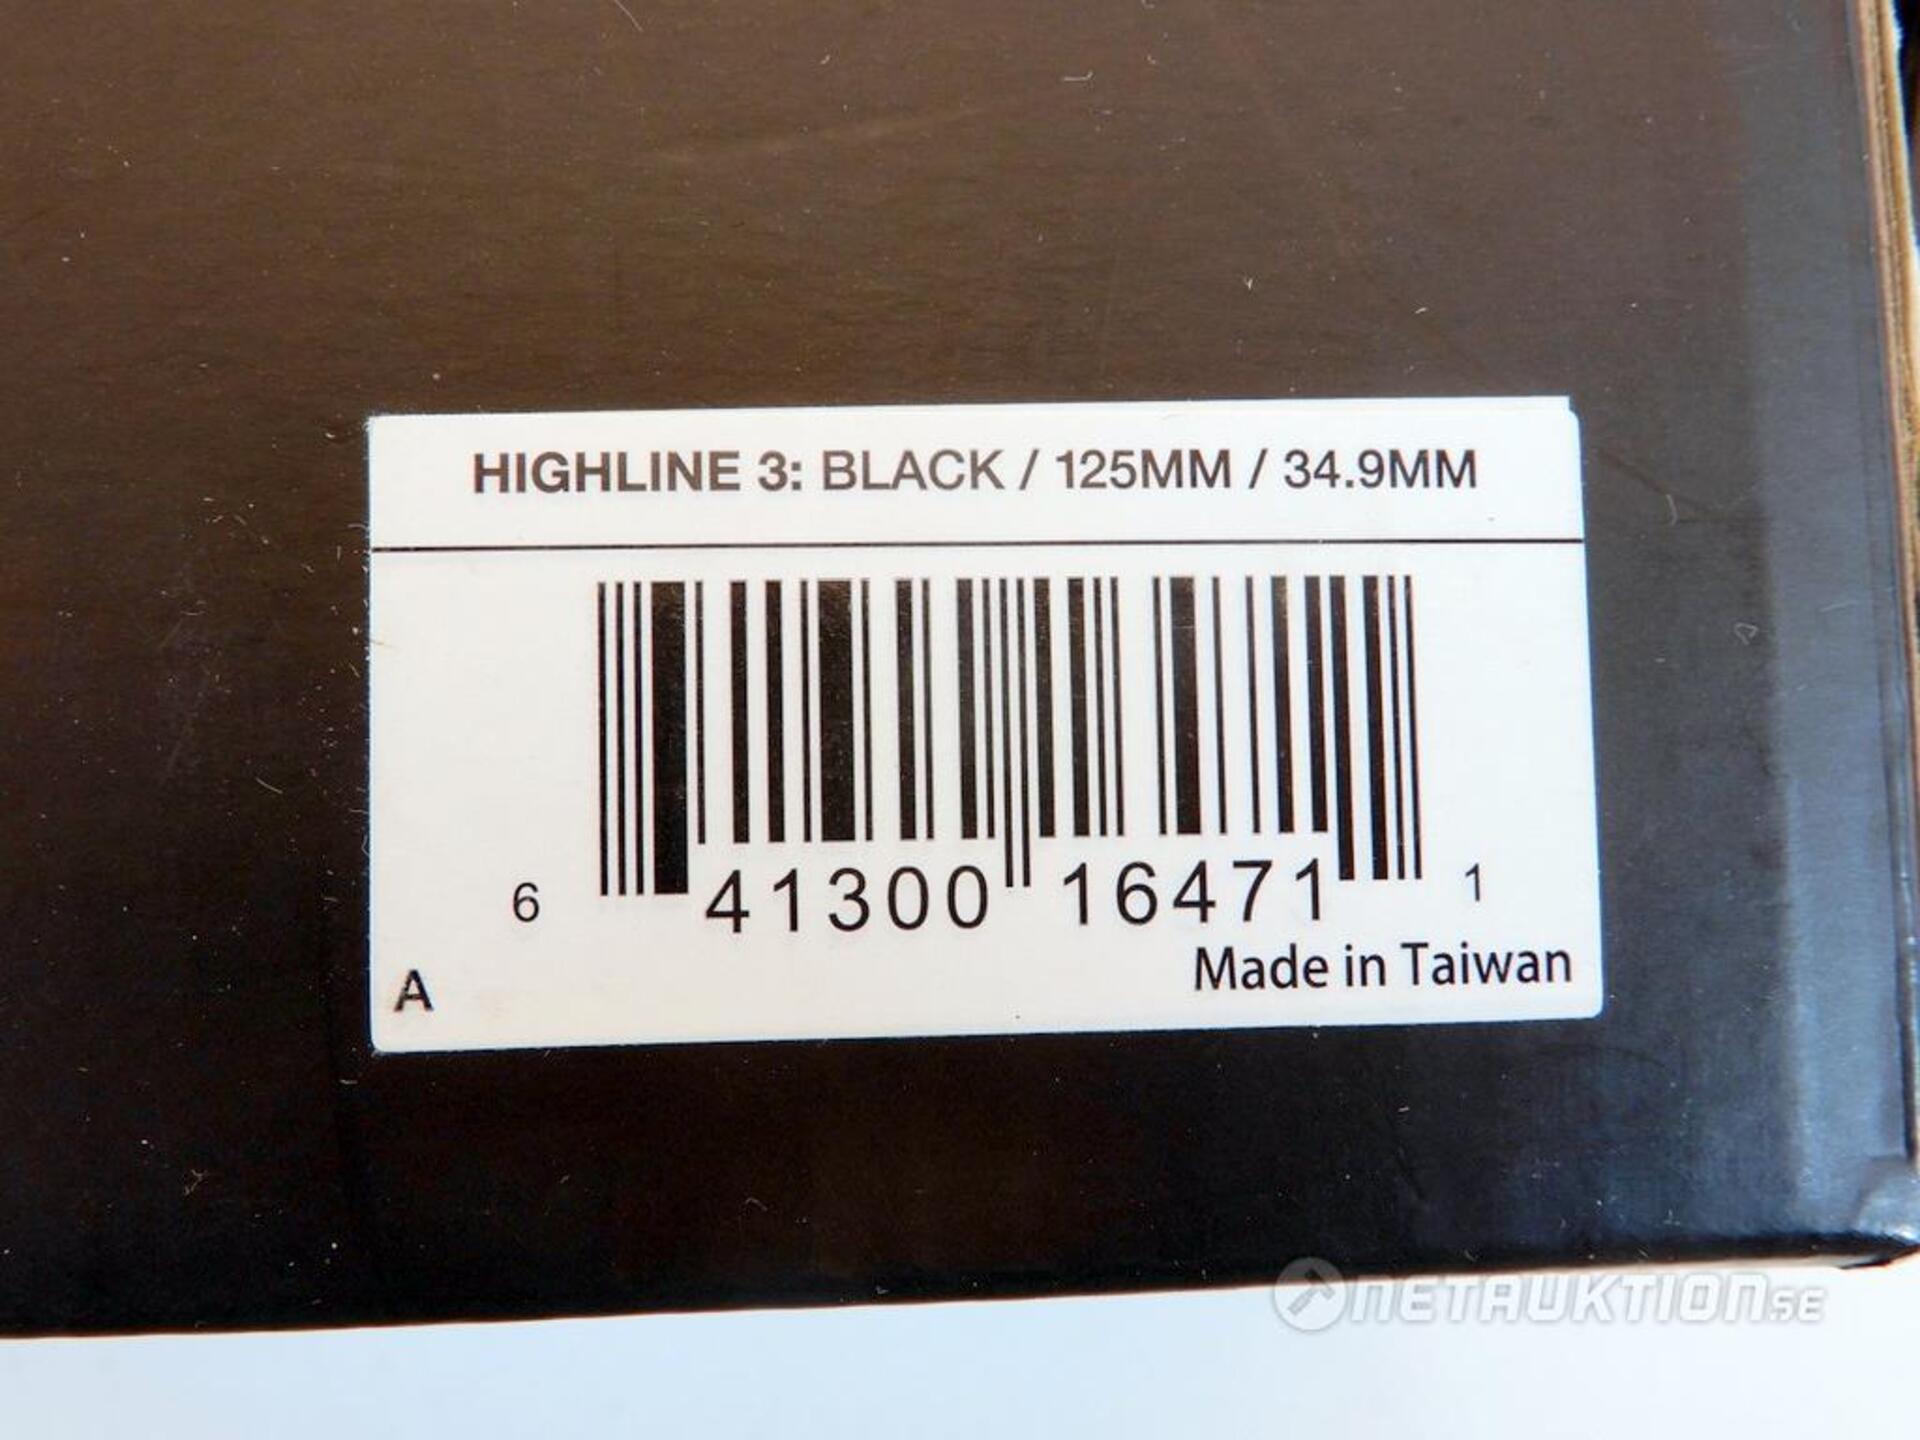 HIGHLINE 3: BLACK / 125MM / 34.9MM
6 41300 16471 1
Made in Taiwan
A
NETAUKTION.SE